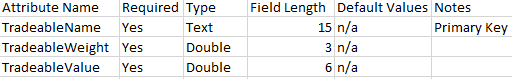 Attribute Name Required Type Field Length Default Values Notes
TradeableName Yes Text 15 n/a Primary Key
TradeableWeight Yes Double 3 n/a
TradeableValue Yes Double 6 n/a